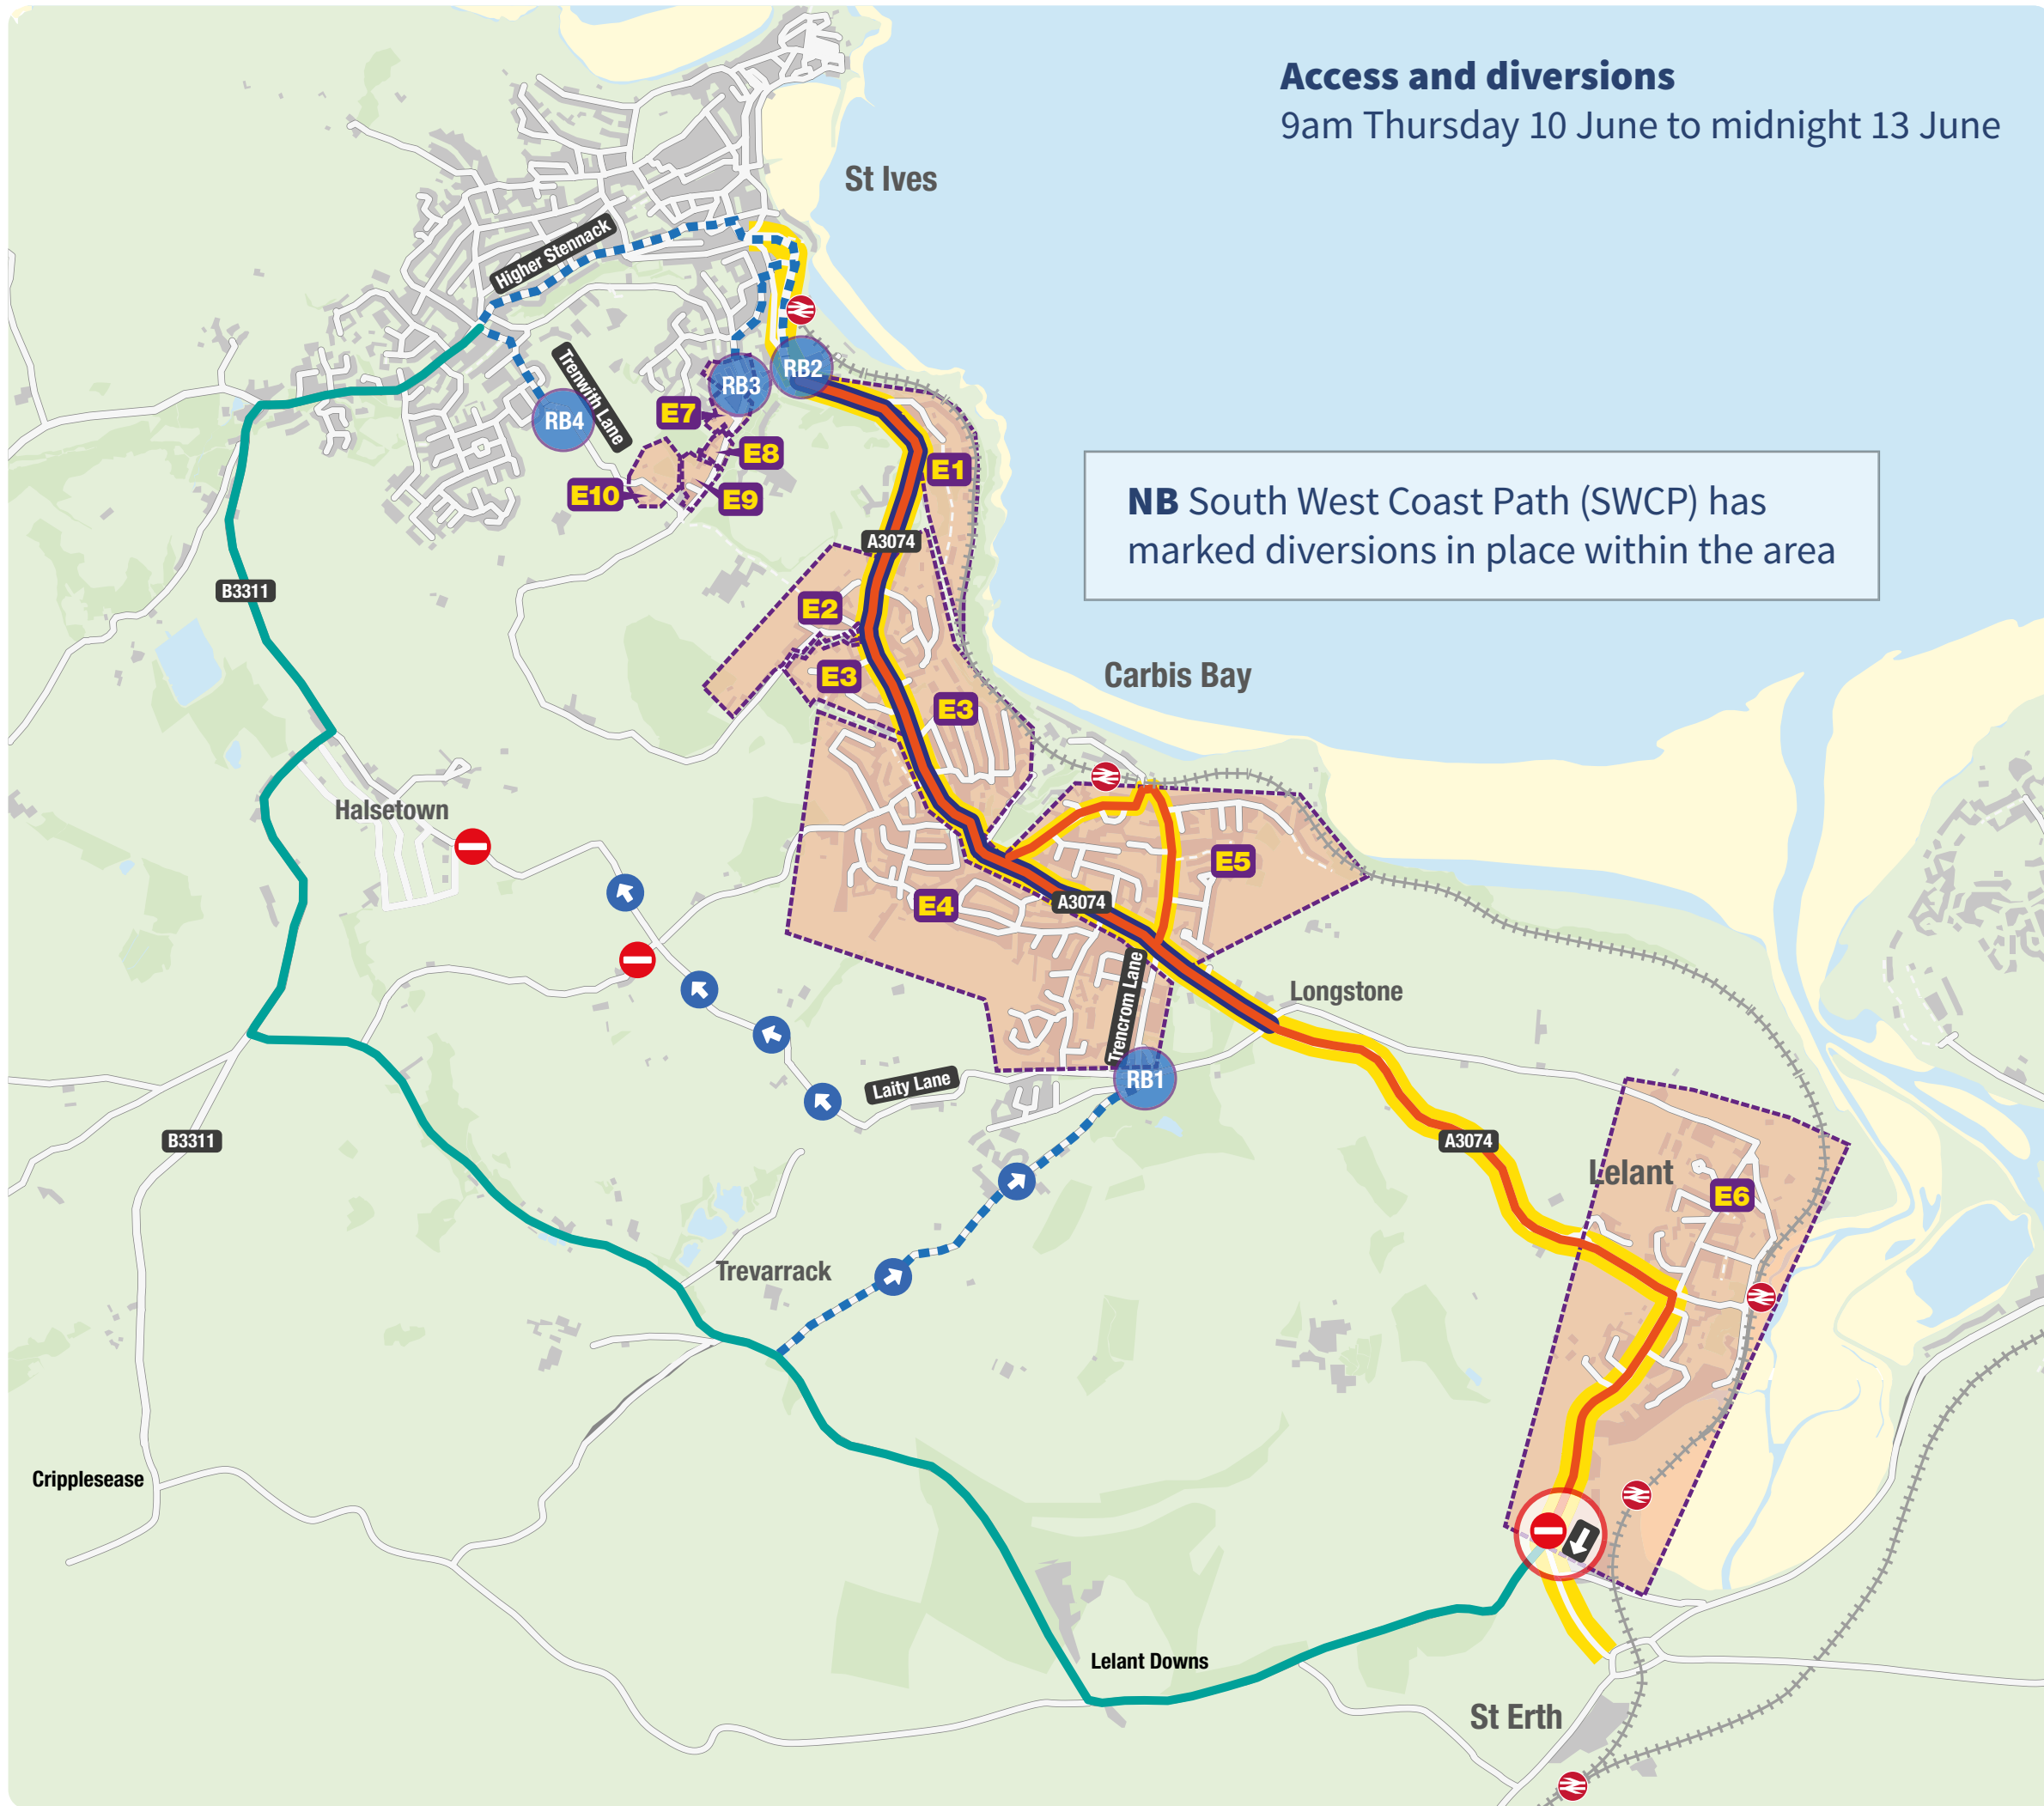 Access and diversions
9am Thursday 10 June to midnight 13 June
St Ives
Higher Stennack
Trenwith Lane
RB2
RB3
RB4
E7
E8
E10
E9
E1
NB South West Coast Path (SWCP) has
marked diversions in place within the area
A3074
B3311
E2
E3
Carbis Bay
E3
Halsetown
E5
E4
A3074
Trencrom Lane
Longstone
RB1
Laity Lane
B3311
A3074
Lelant
E6
Trevarrack
Cripplesease
Lelant Downs
St Erth